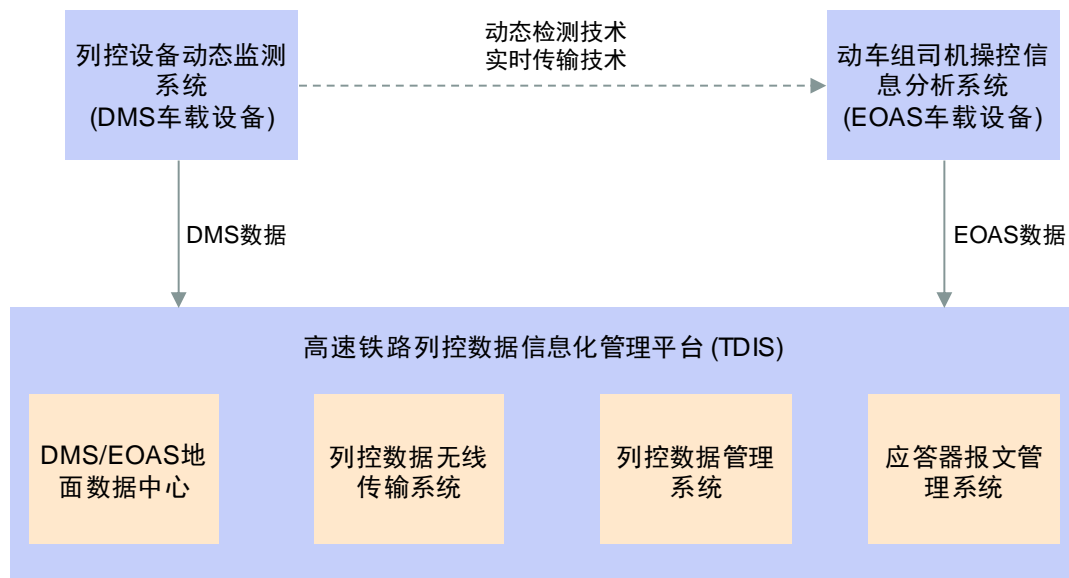 列控设备动态监测
系统
(DMS车载设备)
动态检测技术
实时传输技术
动车组司机操控信
息分析系统
(EOAS车载设备)
DMS数据
EOAS数据
高速铁路列控数据信息化管理平台 (TDIS)
DMS/EOAS地
面数据中心
列控数据无线
传输系统
列控数据管理
系统
应答器报文管
理系统